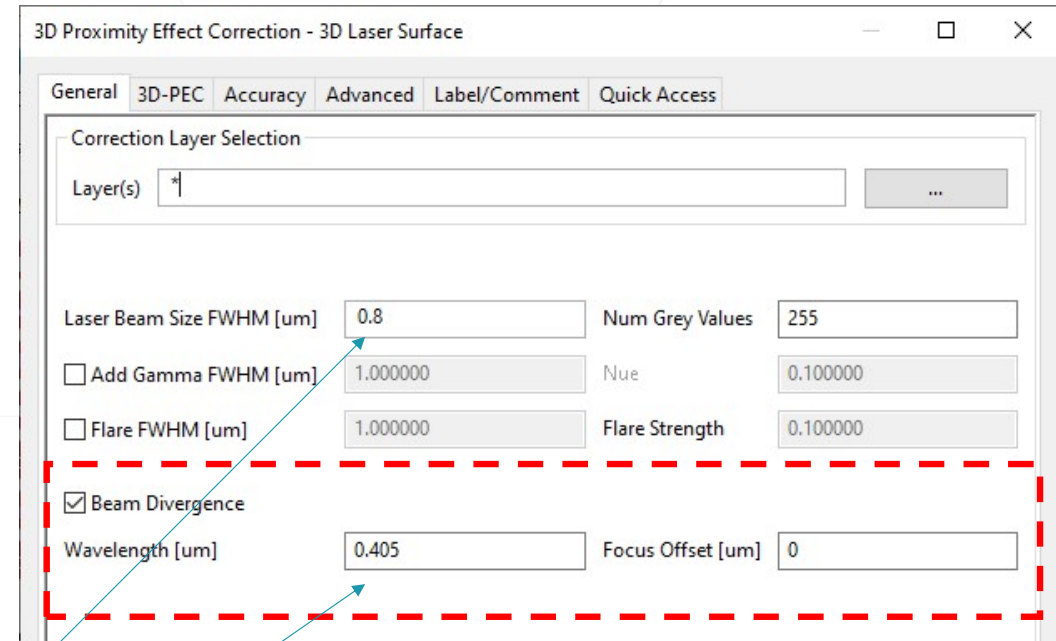 3D Proximity Effect Correction - 3D Laser Surface
General 3D-PEC Accuracy Advanced Label/Comment Quick Access
Correction Layer Selection
Layer(s) * ...
Laser Beam Size FWHM [um] 0.8 Num Grey Values 255
Add Gamma FWHM [um] 1.000000 Nue 0.100000
Flare FWHM [um] 1.000000 Flare Strength 0.100000
Beam Divergence
Wavelength [um] 0.405 Focus Offset [um] 0